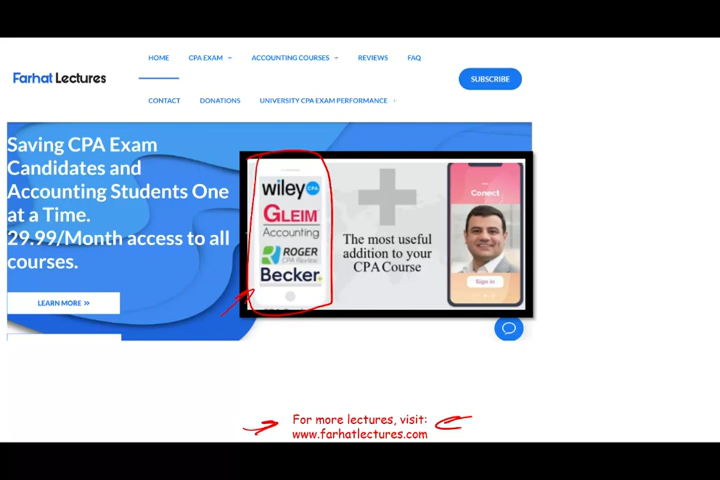 HOME
CPA EXAM
ACCOUNTING COURSES
REVIEWS
FAQ
Farhat Lectures
SUBSCRIBE
CONTACT
DONATIONS
UNIVERSITY CPA EXAM PERFORMANCE
Saving CPA Exam
Candidates and
Accounting Students One
at a Time.
29.99/Month access to all
courses.
LEARN MORE
wiley CPA
GLEIM
Accounting
ROGER
CPA Review
Becker
The most useful
addition to your
CPA Course
Conect
Sign in
For more lectures, visit:
www.farhatlectures.com